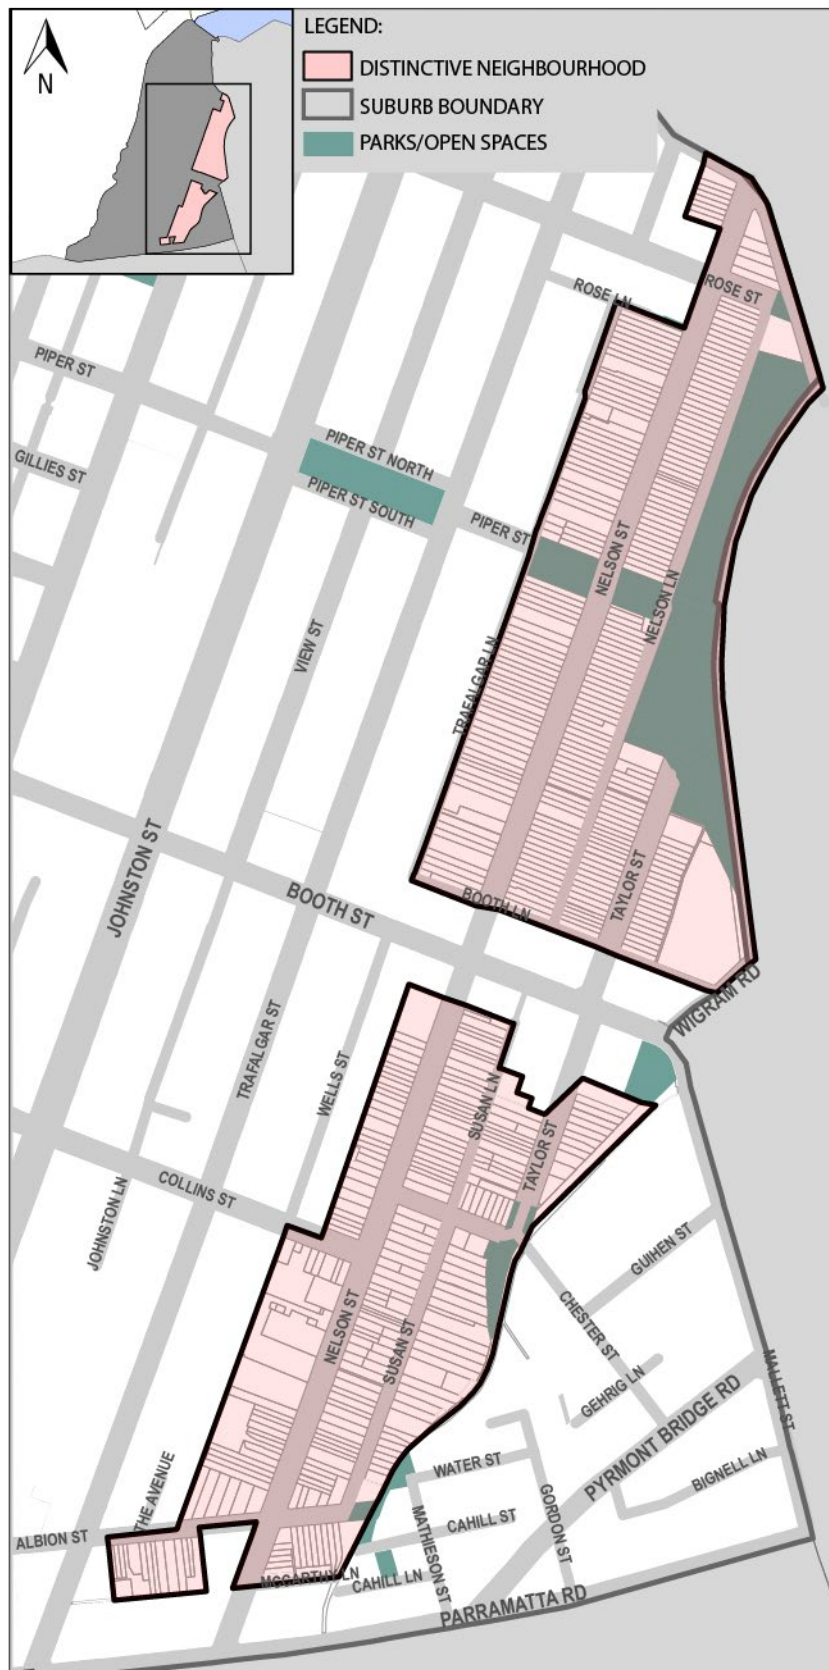 N
LEGEND:
DISTINCTIVE NEIGHBOURHOOD
SUBURB BOUNDARY
PARKS/OPEN SPACES
ROSE ST
ROSE LN
PIPER ST
PIPER ST NORTH
GILLIES ST
PIPER ST SOUTH
PIPER ST
NELSON ST
NELSON LN
VIEW ST
TRAFALGAR LN
JOHNSTON ST
BOOTH ST
BOOTH LN
TAYLOR ST
WIGRAM RD
TRAFALGAR ST
WELLS ST
SUSAN LN
TAYLOR ST
COLLINS ST
JOHNSTON LN
GUIHEN ST
CHESTER ST
NELSON ST
SUSAN ST
GEHRIG LN
MALLETT ST
PYRMONT BRIDGE RD
THE AVENUE
WATER ST
BIGNELL LN
GORDON ST
ALBION ST
MATHIESON ST
CAHILL ST
MCCARTHY LN
CAHILL LN
PARRAMATTA RD